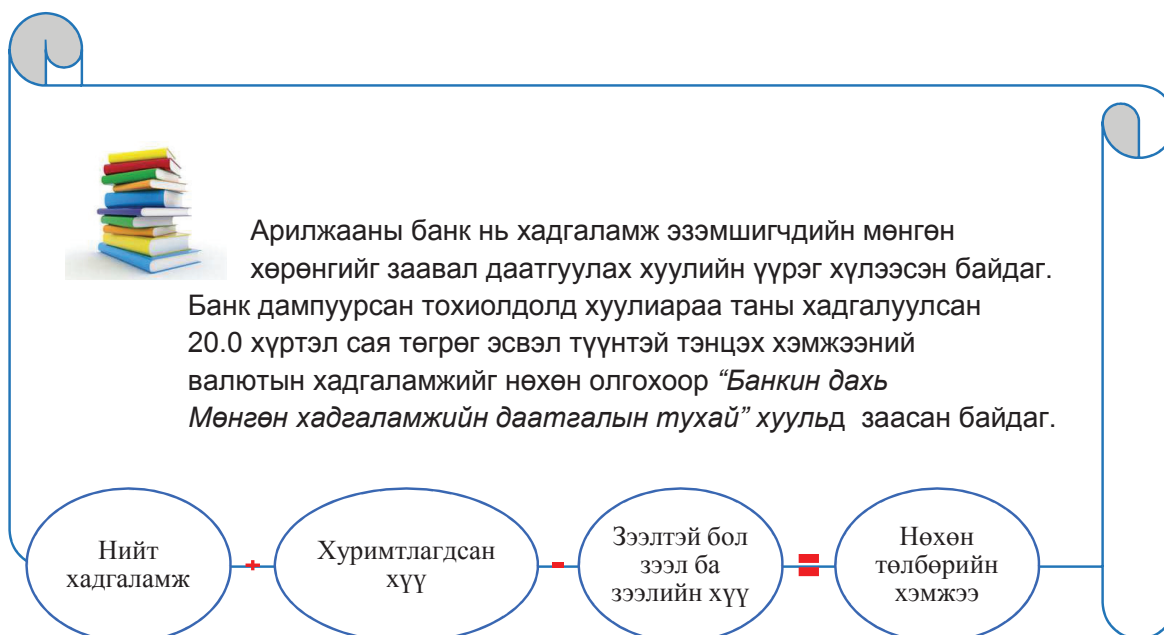 Арилжааны банк нь хадгаламж эзэмшигчдийн мөнгөн
хөрөнгийг заавал даатгуулах хуулийн үүрэг хүлээсэн байдаг.
Банк дампуурсан тохиолдолд хуулиараа таны хадгалуулсан
20.0 хүртэл сая төгрөг эсвэл түүнтэй тэнцэх хэмжээний
валютын хадгаламжийг нөхөн олгохоор “Банкин дахь
Мөнгөн хадгаламжийн даатгалын тухай” хуульд заасан байдаг.
Нийт
хадгаламж
+
Хуримтлагдсан
хүү
-
Зээлтэй бол
зээл ба
зээлийн хүү
=
Нөхөн
төлбөрийн
хэмжээ